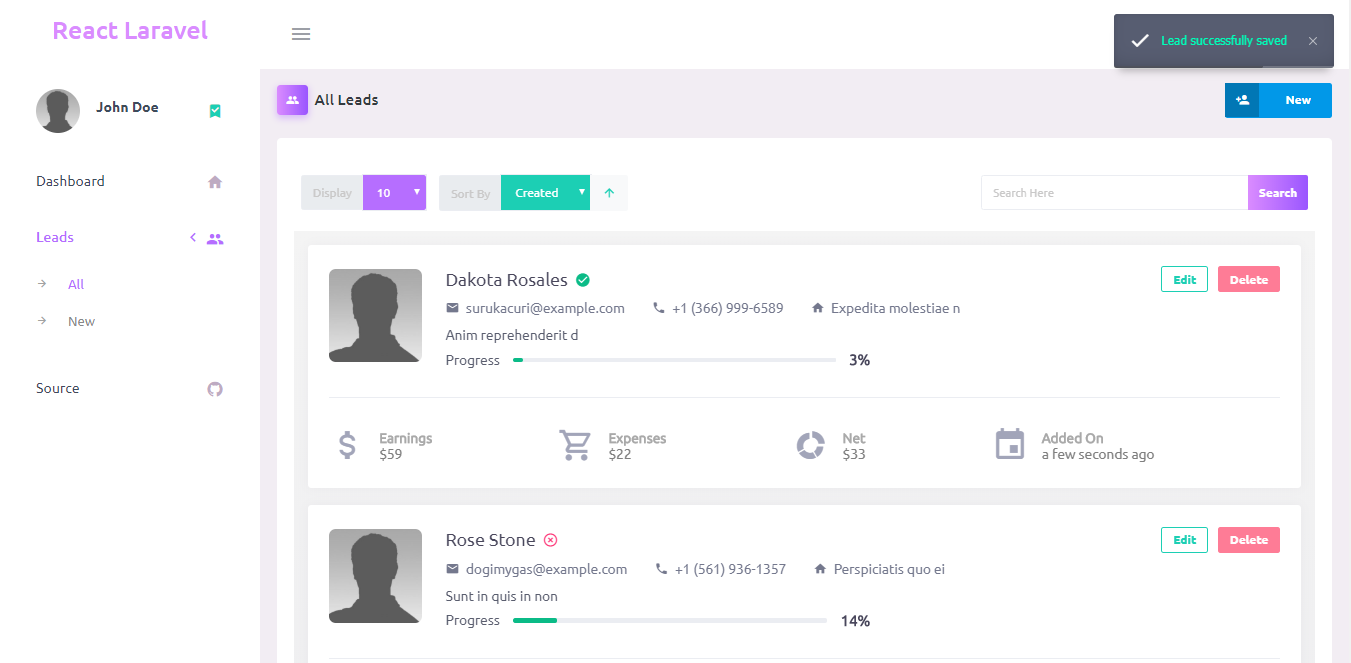 React Laravel
Lead successfully saved
John Doe
All Leads
New
Dashboard
Display 10 Sort By Created
Search Here Search
Leads
All
New
Source
Dakota Rosales
Edit Delete
surukacuri@example.com +1 (366) 999-6589 Expedita molestiae n
Anim reprehenderit d
Progress 3%
Earnings
$59
Expenses
$22
Net
$33
Added On
a few seconds ago
Rose Stone
Edit Delete
dogimygas@example.com +1 (561) 936-1357 Perspiciatis quo ei
Sunt in quis in non
Progress 14%